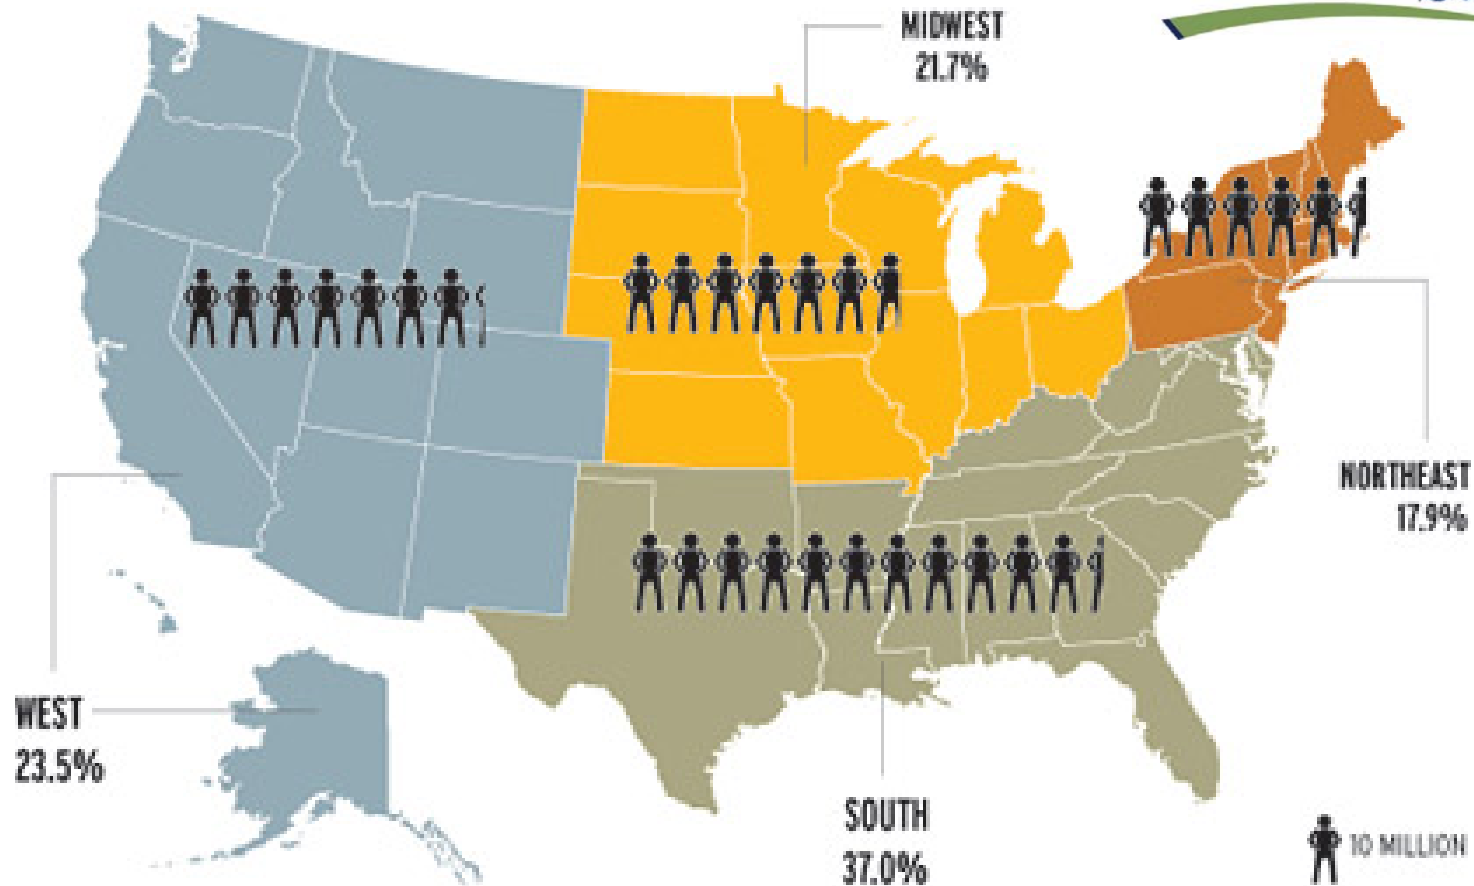 MIDWEST
21.7%
NORTHEAST
17.9%
WEST
23.5%
SOUTH
37.0%
10 MILLION